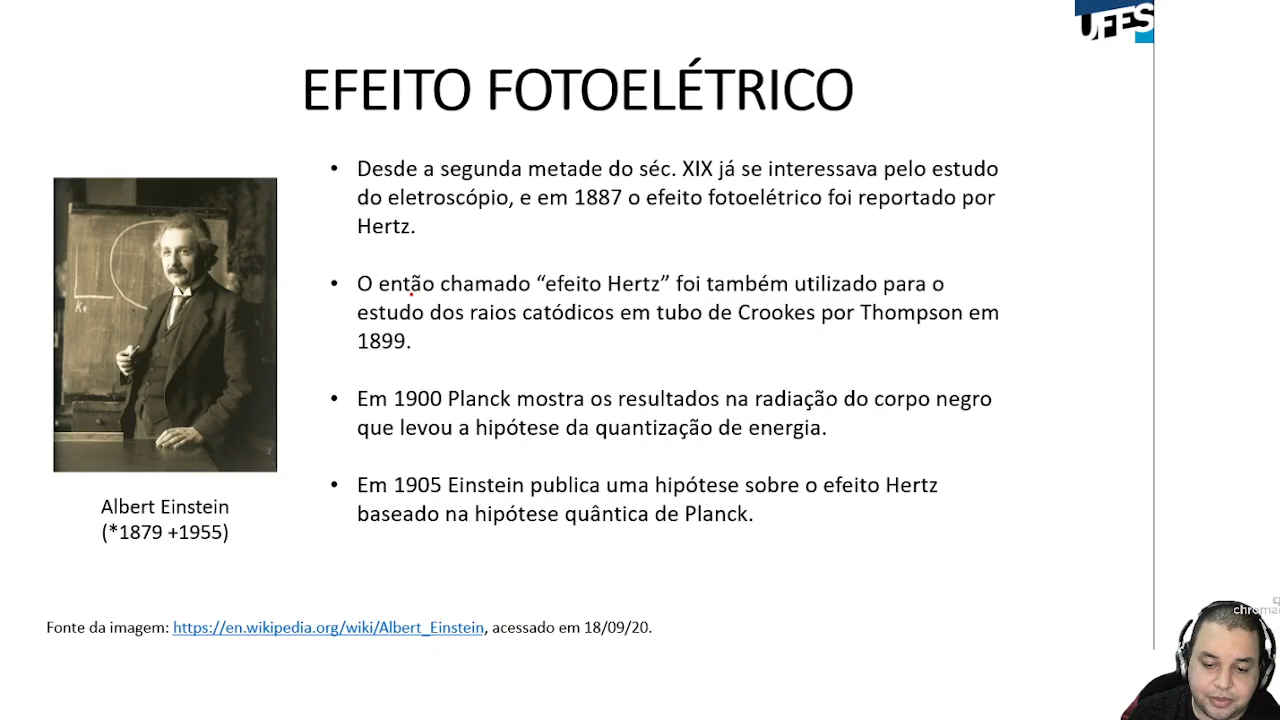 UFES
EFEITO FOTOELÉTRICO
• Desde a segunda metade do séc. XIX já se interessava pelo estudo
do eletroscópio, e em 1887 o efeito fotoelétrico foi reportado por
Hertz.
• O então chamado “efeito Hertz” foi também utilizado para o
estudo dos raios catódicos em tubo de Crookes por Thompson em
1899.
• Em 1900 Planck mostra os resultados na radiação do corpo negro
que levou a hipótese da quantização de energia.
• Em 1905 Einstein publica uma hipótese sobre o efeito Hertz
baseado na hipótese quântica de Planck.
Albert Einstein
(*1879 +1955)
Fonte da imagem: https://en.wikipedia.org/wiki/Albert_Einstein, acessado em 18/09/20.